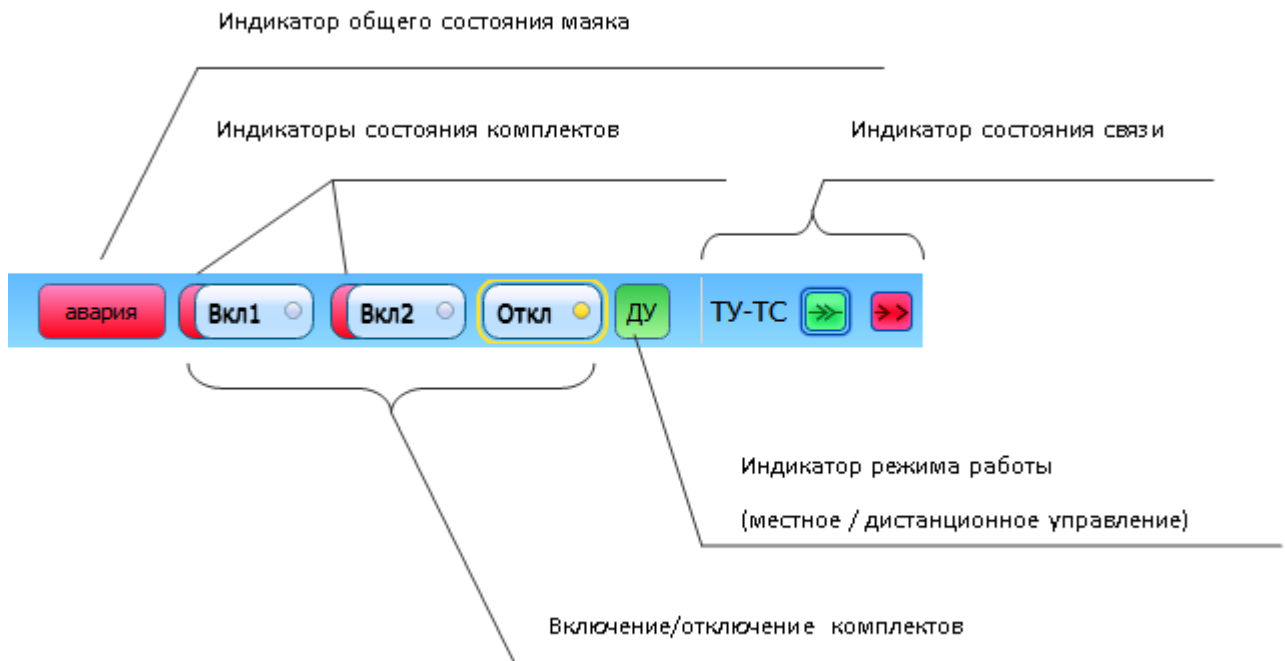 Индикатор общего состояния маяка
Индикаторы состояния комплектов
Индикатор состояния связи
авария Вкл1 Вкл2 Откл ДУ ТУ-ТС
Индикатор режима работы
(местное / дистанционное управление)
Включение/отключение комплектов